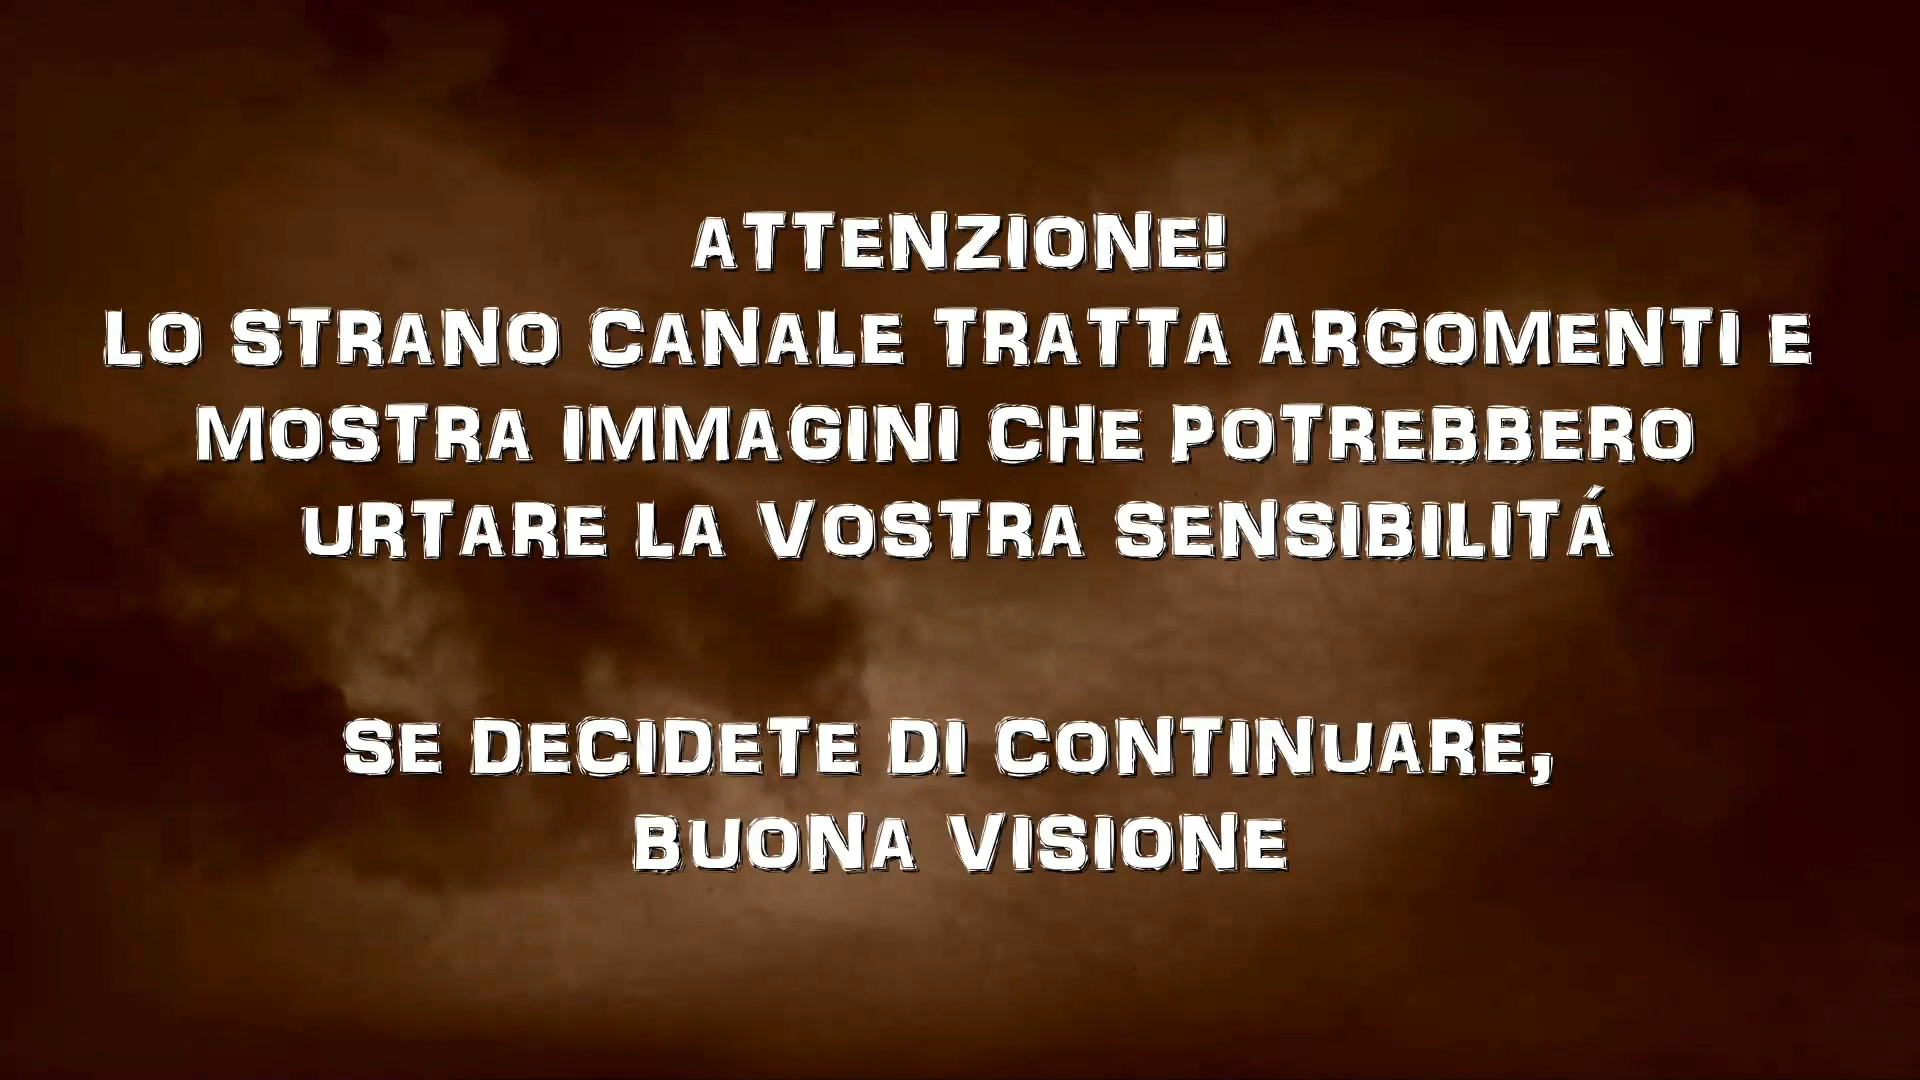 ATTENZIONE!
LO STRANO CANALE TRATTA ARGOMENTI E
MOSTRA IMMAGINI CHE POTREBBERO
URTARE LA VOSTRA SENSIBILITÁ
SE DECIDETE DI CONTINUARE,
BUONA VISIONE